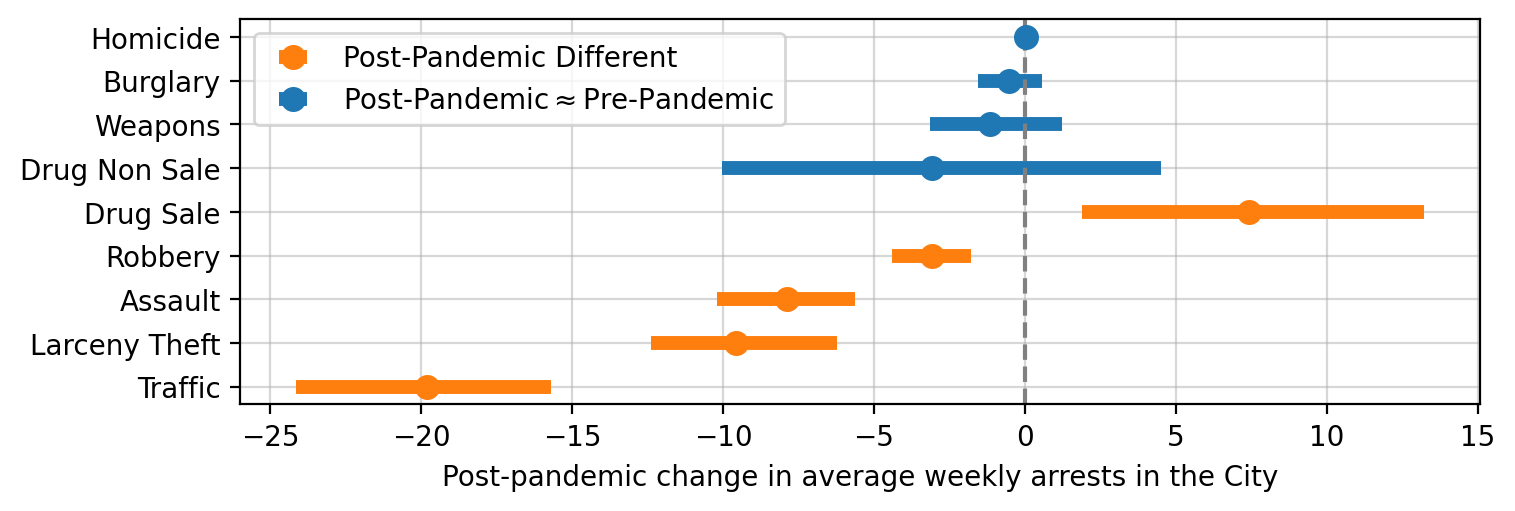 Homicide
Burglary
Weapons
Drug Non Sale
Drug Sale
Robbery
Assault
Larceny Theft
Traffic
Post-Pandemic Different
Post-Pandemic ≈ Pre-Pandemic
−25 −20 −15 −10 −5 0 5 10 15
Post-pandemic change in average weekly arrests in the City